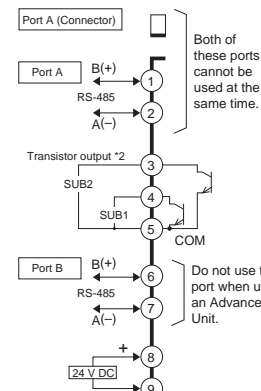 Port A (Connector)
Both of
these ports
cannot be
used at the
same time.
Port A
B(+)
1
RS-485
2
A(−)
Transistor output *2
3
SUB2
4
SUB1
5
COM
Port B
B(+)
6
Do not use
port when
RS-485
an Advance
A(−)
7
Unit.
+
8
24 V DC
9